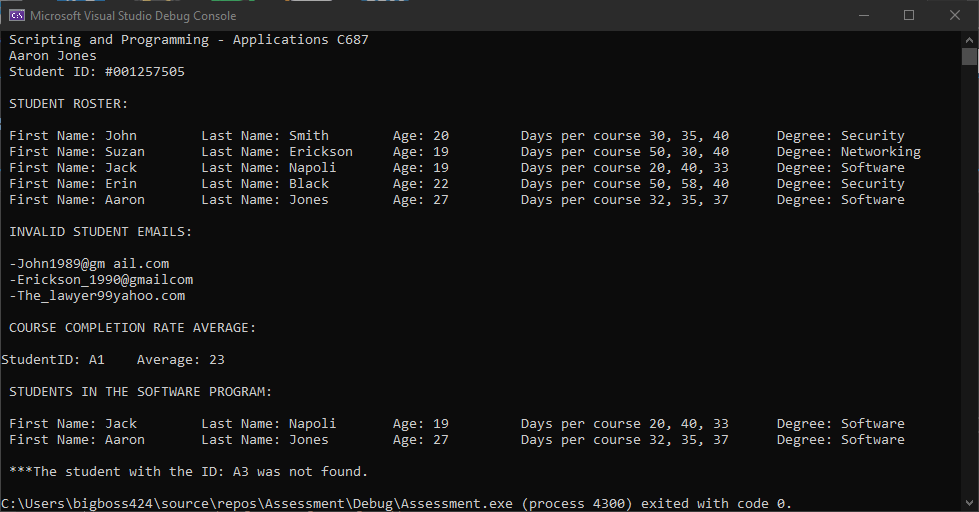 Microsoft Visual Studio Debug Console
Scripting and Programming - Applications C687
Aaron Jones
Student ID: #001257505
STUDENT ROSTER:
First Name: John Last Name: Smith Age: 20 Days per course 30, 35, 40 Degree: Security
First Name: Suzan Last Name: Erickson Age: 19 Days per course 50, 30, 40 Degree: Networking
First Name: Jack Last Name: Napoli Age: 19 Days per course 20, 40, 33 Degree: Software
First Name: Erin Last Name: Black Age: 22 Days per course 50, 58, 40 Degree: Security
First Name: Aaron Last Name: Jones Age: 27 Days per course 32, 35, 37 Degree: Software
INVALID STUDENT EMAILS:
-John1989@gm ail.com
-Erickson_1990@gmailcom
-The_lawyer99yahoo.com
COURSE COMPLETION RATE AVERAGE:
StudentID: A1 Average: 23
STUDENTS IN THE SOFTWARE PROGRAM:
First Name: Jack Last Name: Napoli Age: 19 Days per course 20, 40, 33 Degree: Software
First Name: Aaron Last Name: Jones Age: 27 Days per course 32, 35, 37 Degree: Software
***The student with the ID: A3 was not found.
C:\Users\bigboss424\source\repos\Assessment\Debug\Assessment.exe (process 4300) exited with code 0.